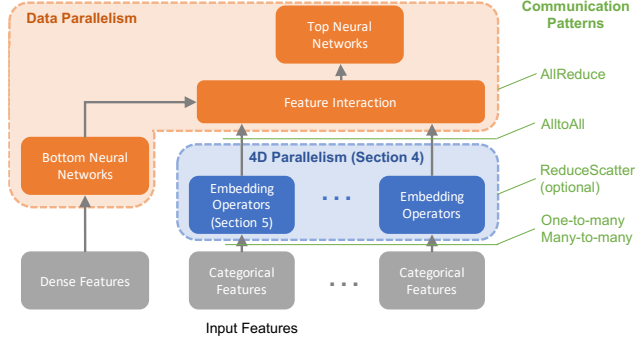 Data Parallelism
Communication
Patterns
Top Neural
Networks
AllReduce
Feature Interaction
AlltoAll
Bottom Neural
Networks
4D Parallelism (Section 4)
ReduceScatter
(optional)
Embedding
Operators
(Section 5)
...
Embedding
Operators
One-to-many
Many-to-many
Dense Features
Categorical
Features
...
Categorical
Features
Input Features